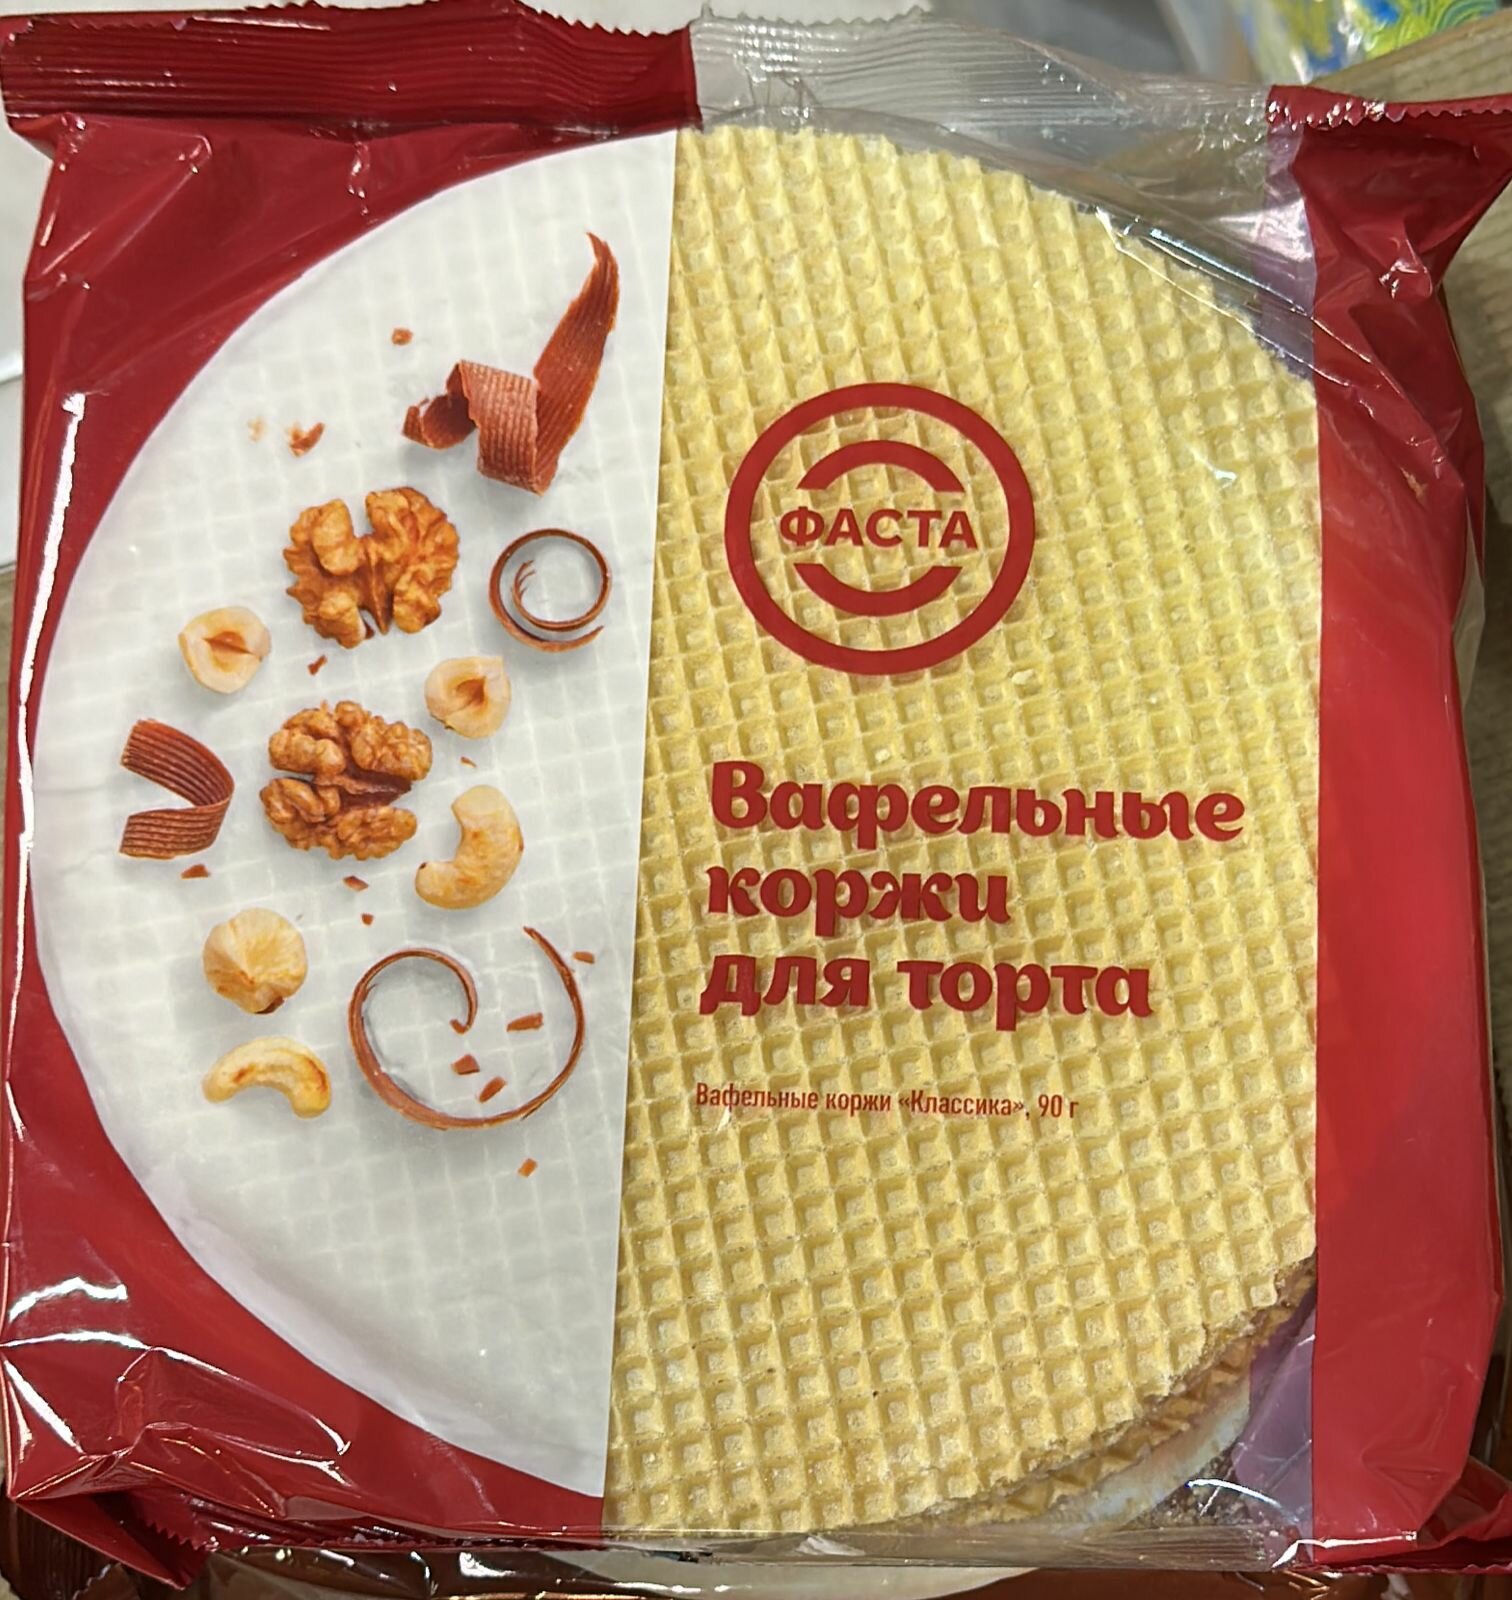 ФАСТА
Вафельные
коржи
для торта
Вафельные коржи «Классика», 90 г